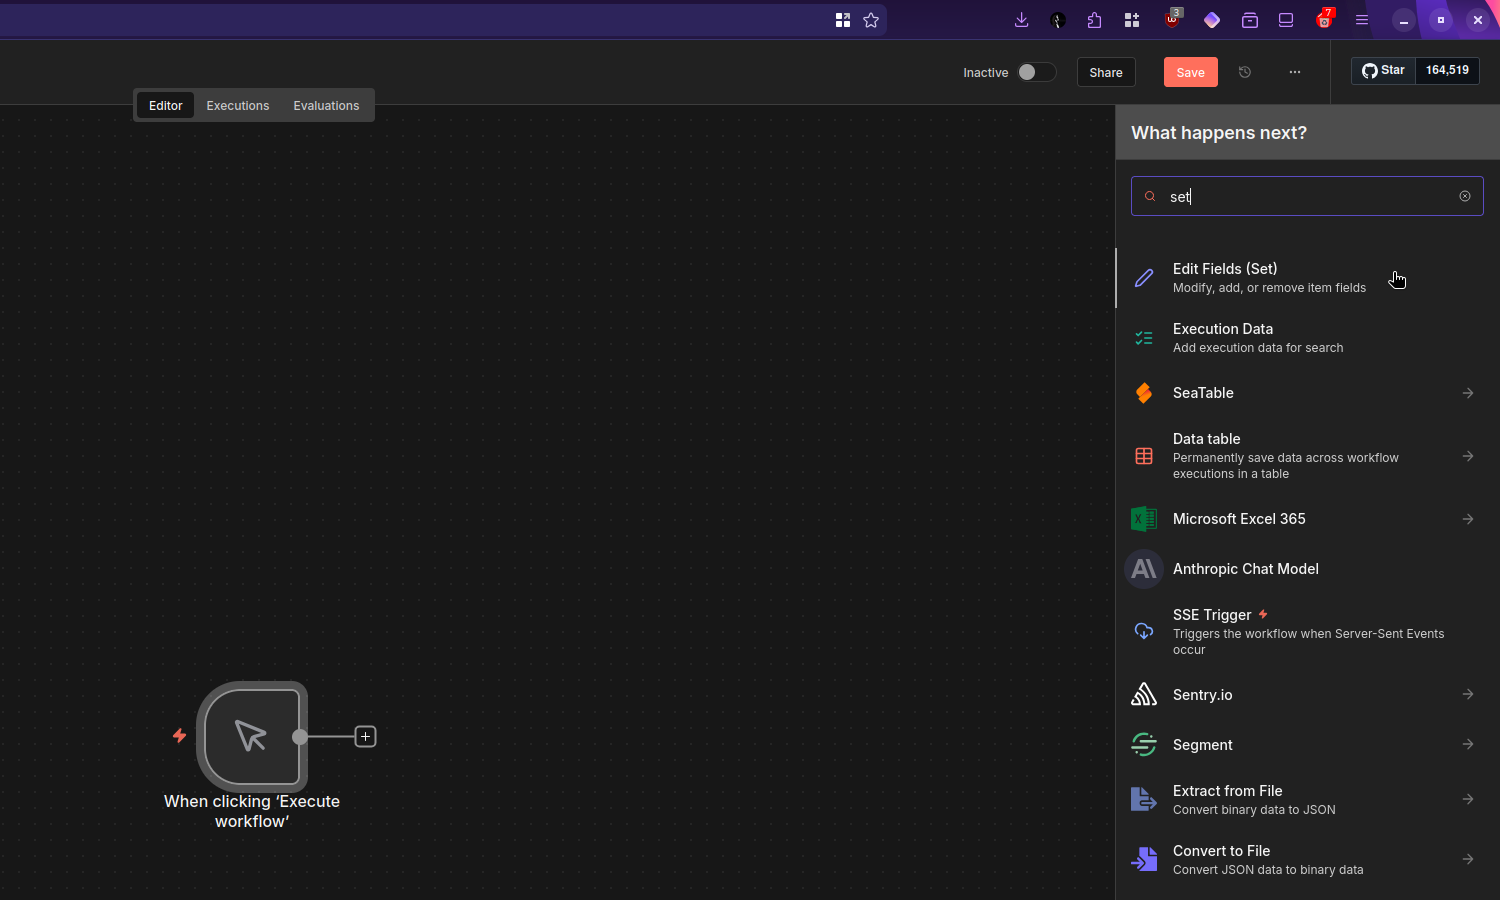 3
7
Inactive
Share
Save
Star
164,519
Editor
Executions
Evaluations
What happens next?
set
Edit Fields (Set)
Modify, add, or remove item fields
Execution Data
Add execution data for search
SeaTable
Data table
Permanently save data across workflow
executions in a table
Microsoft Excel 365
Anthropic Chat Model
SSE Trigger
Triggers the workflow when Server-Sent Events
occur
Sentry.io
Segment
Extract from File
Convert binary data to JSON
Convert to File
Convert JSON data to binary data
When clicking ‘Execute
workflow’